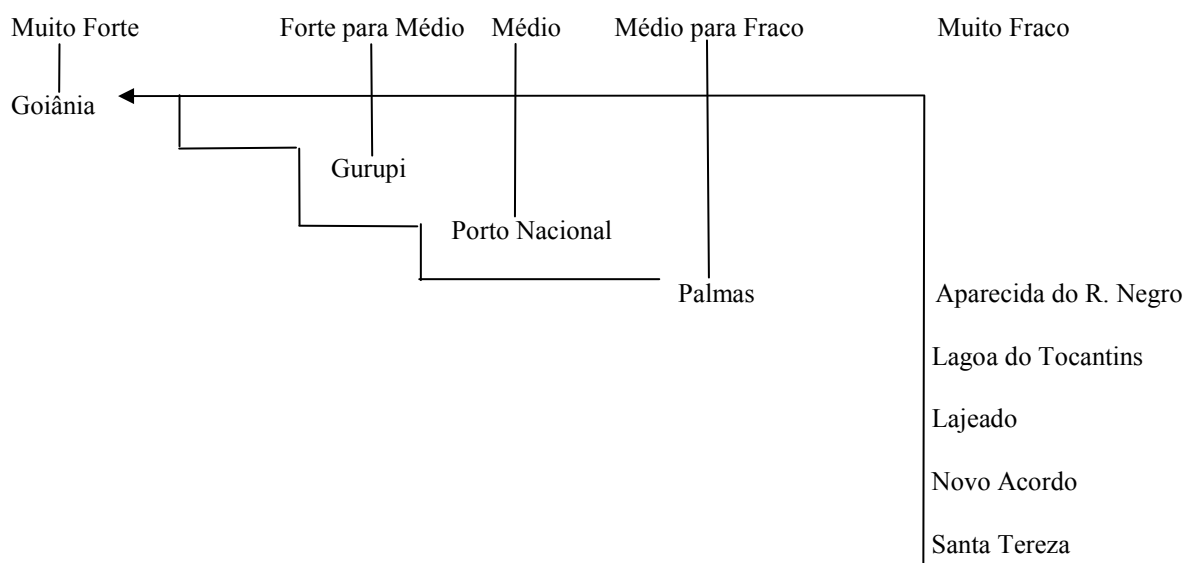 Muito Forte Forte para Médio Médio Médio para Fraco Muito Fraco
Goiânia
Gurupi
Porto Nacional
Palmas Aparecida do R. Negro
Lagoa do Tocantins
Lajeado
Novo Acordo
Santa Tereza